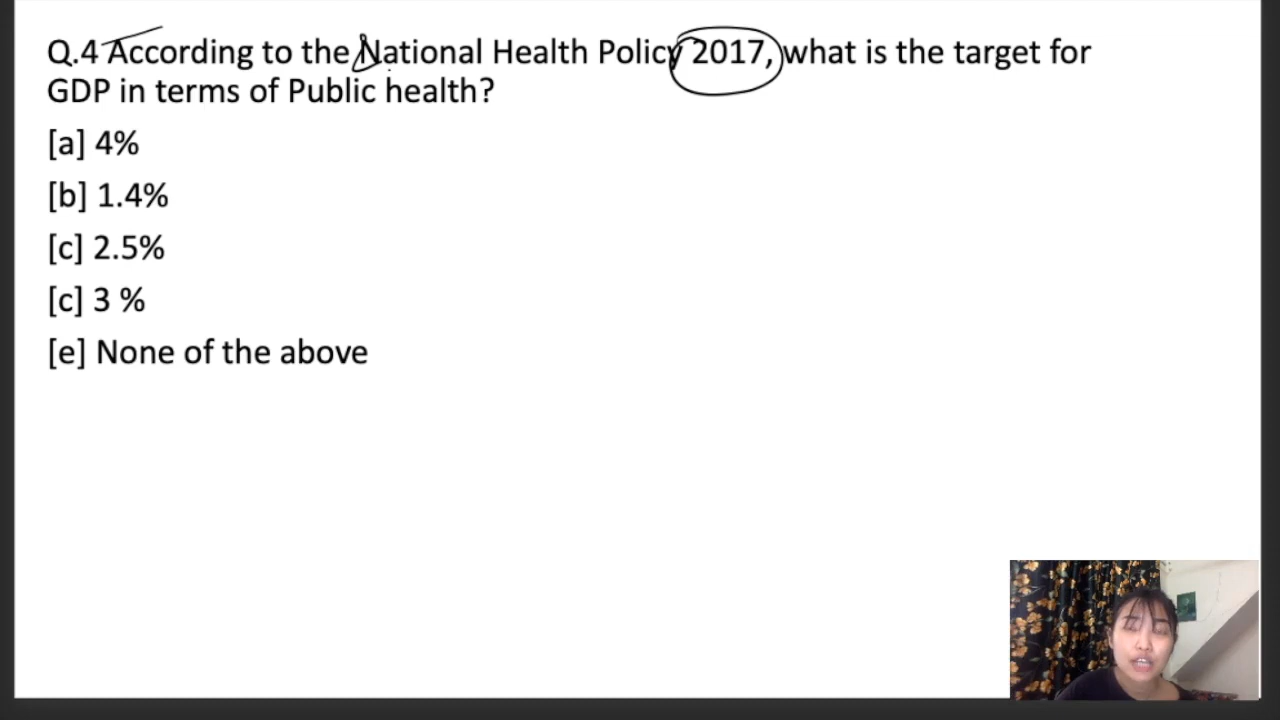 Q.4 According to the National Health Policy 2017, what is the target for
GDP in terms of Public health?
[a] 4%
[b] 1.4%
[c] 2.5%
[c] 3 %
[e] None of the above